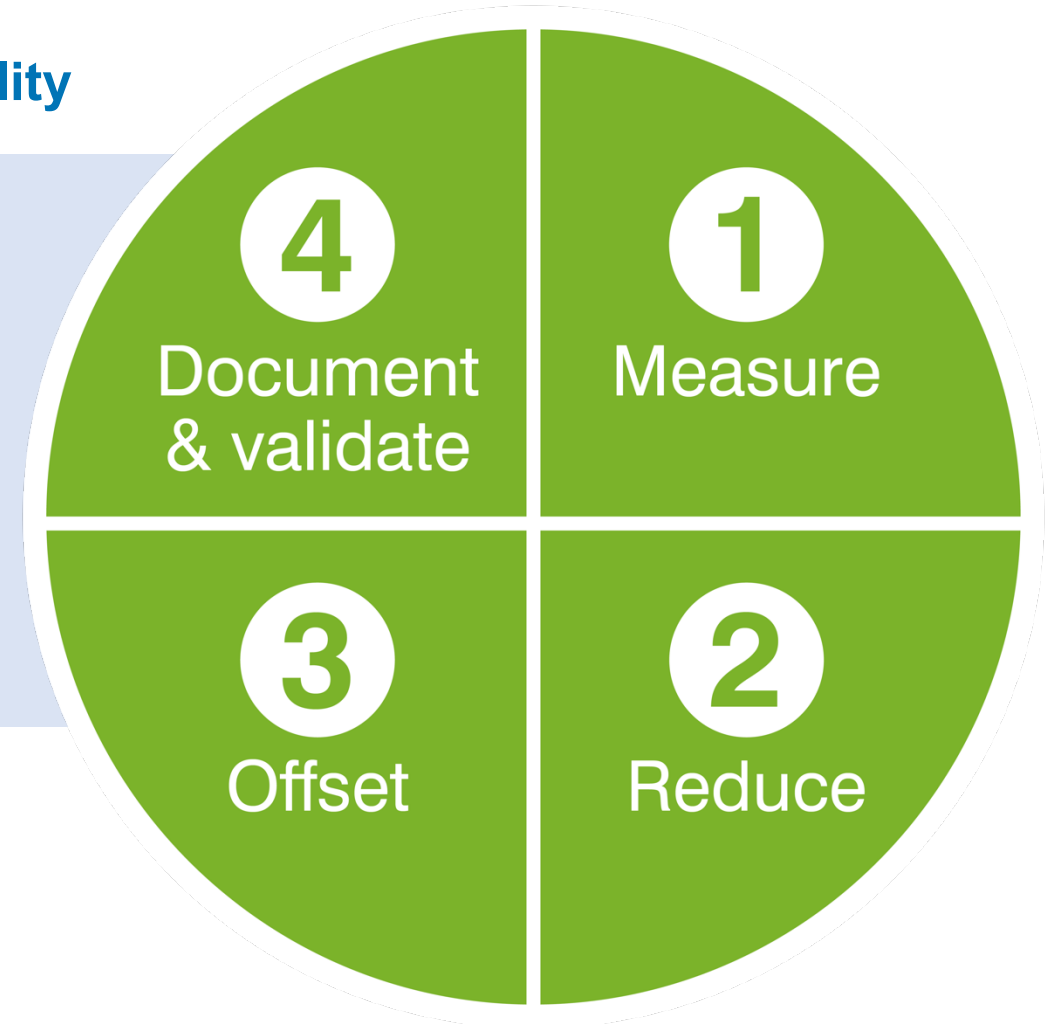 lity
1
Measure
2
Reduce
3
Offset
4
Document
& validate